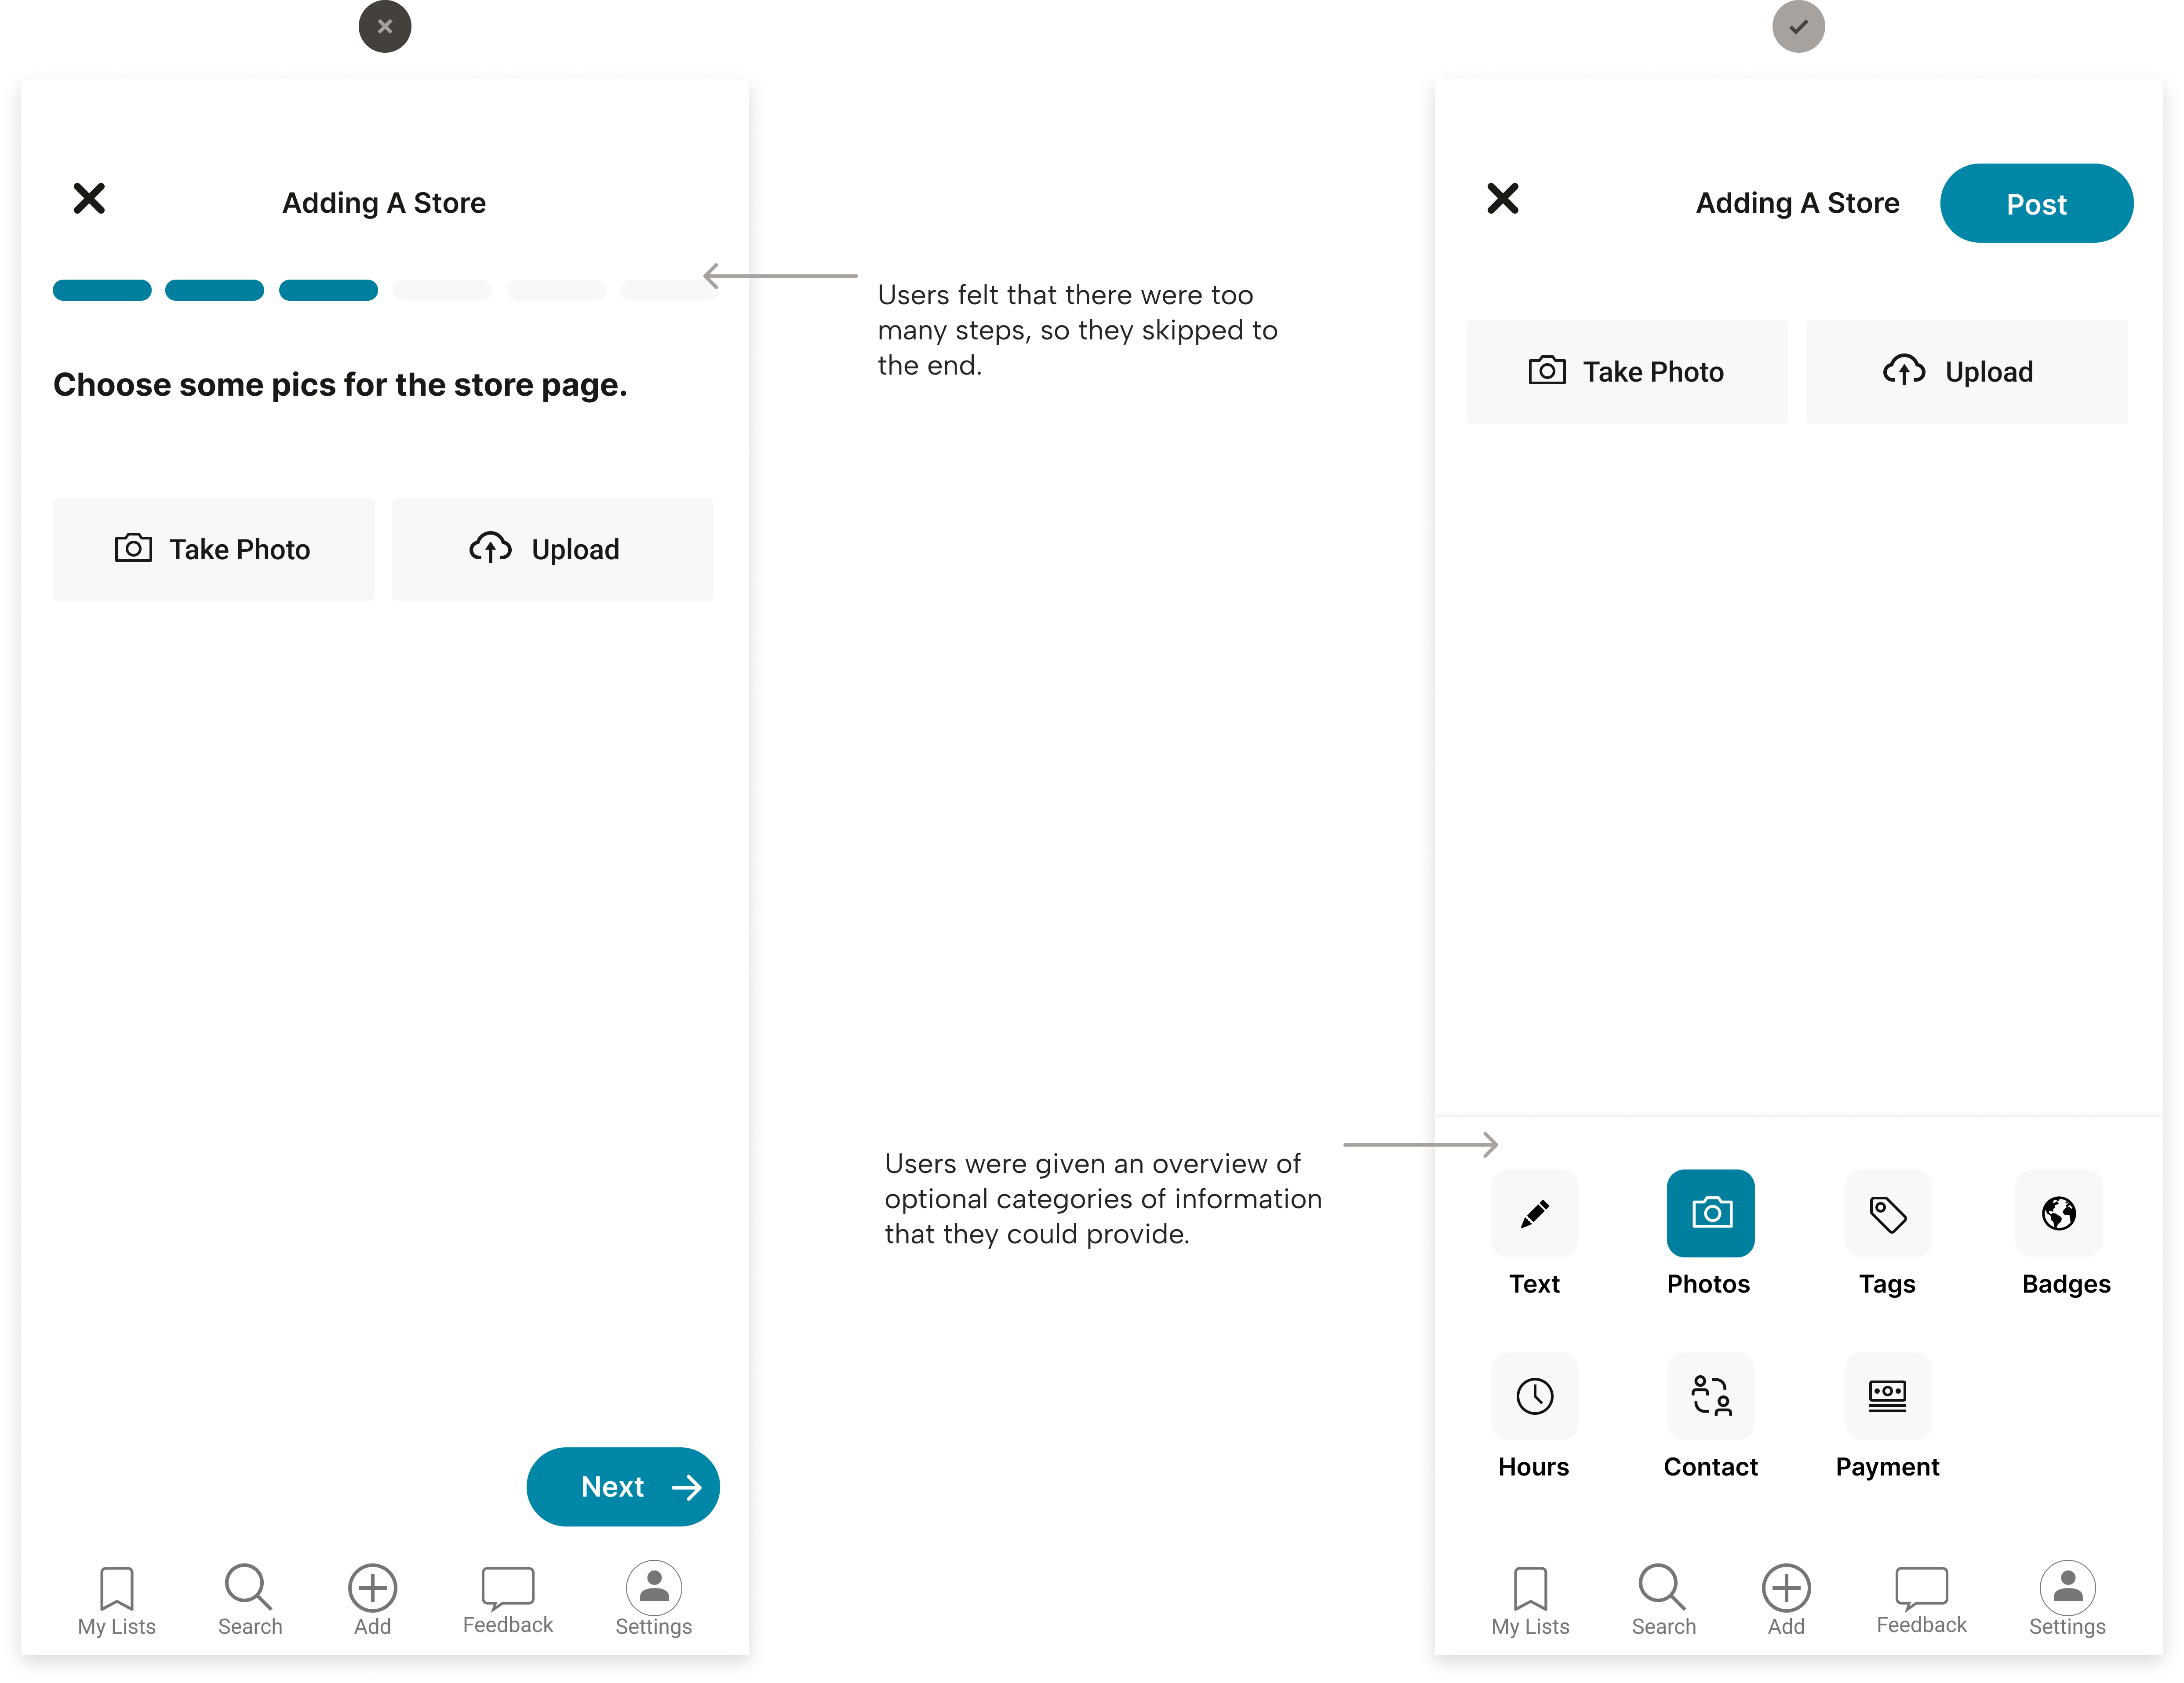 Adding A Store
Choose some pics for the store page.
Take Photo
Upload
Next
My Lists
Search
Add
Feedback
Settings
Users felt that there were too
many steps, so they skipped to
the end.
Users were given an overview of
optional categories of information
that they could provide.
Adding A Store
Post
Take Photo
Upload
Text
Photos
Tags
Badges
Hours
Contact
Payment
My Lists
Search
Add
Feedback
Settings